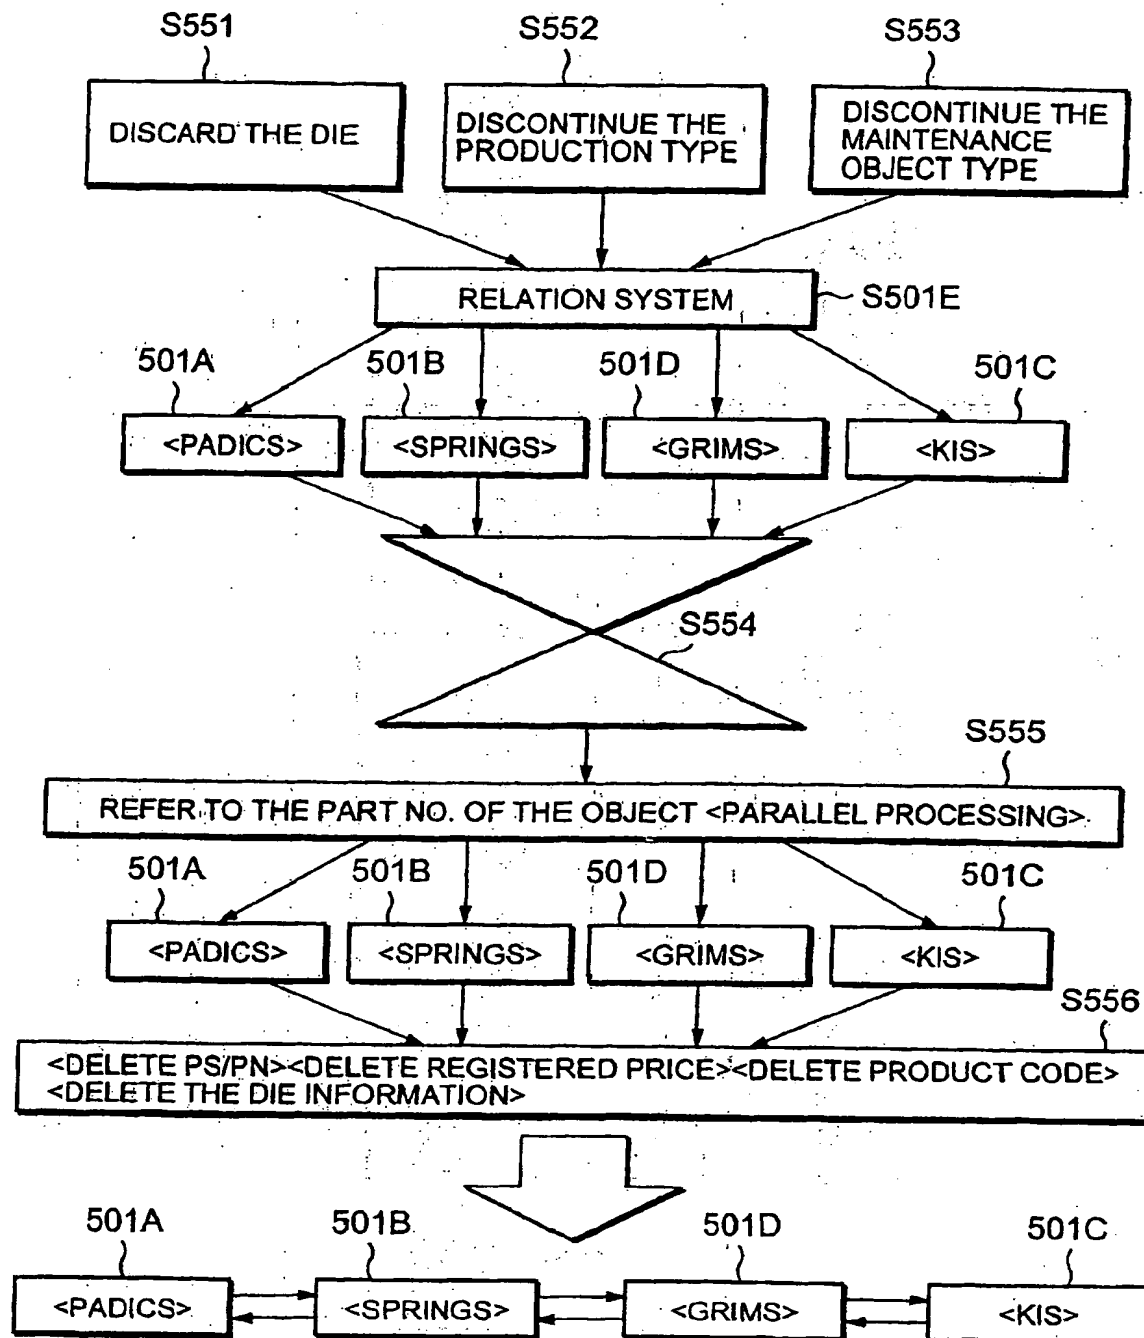 S551
S552
S553
DISCARD THE DIE
DISCONTINUE THE
PRODUCTION TYPE
DISCONTINUE THE
MAINTENANCE
OBJECT TYPE
RELATION SYSTEM
S501E
501A
501B
501D
501C
<PADICS>
<SPRINGS>
<GRIMS>
<KIS>
S554
S555
REFER TO THE PART NO. OF THE OBJECT <PARALLEL PROCESSING>
501A
501B
501D
501C
<PADICS>
<SPRINGS>
<GRIMS>
<KIS>
S556
<DELETE PS/PN><DELETE REGISTERED PRICE><DELETE PRODUCT CODE>
<DELETE THE DIE INFORMATION>
501A
501B
501D
501C
<PADICS>
<SPRINGS>
<GRIMS>
<KIS>